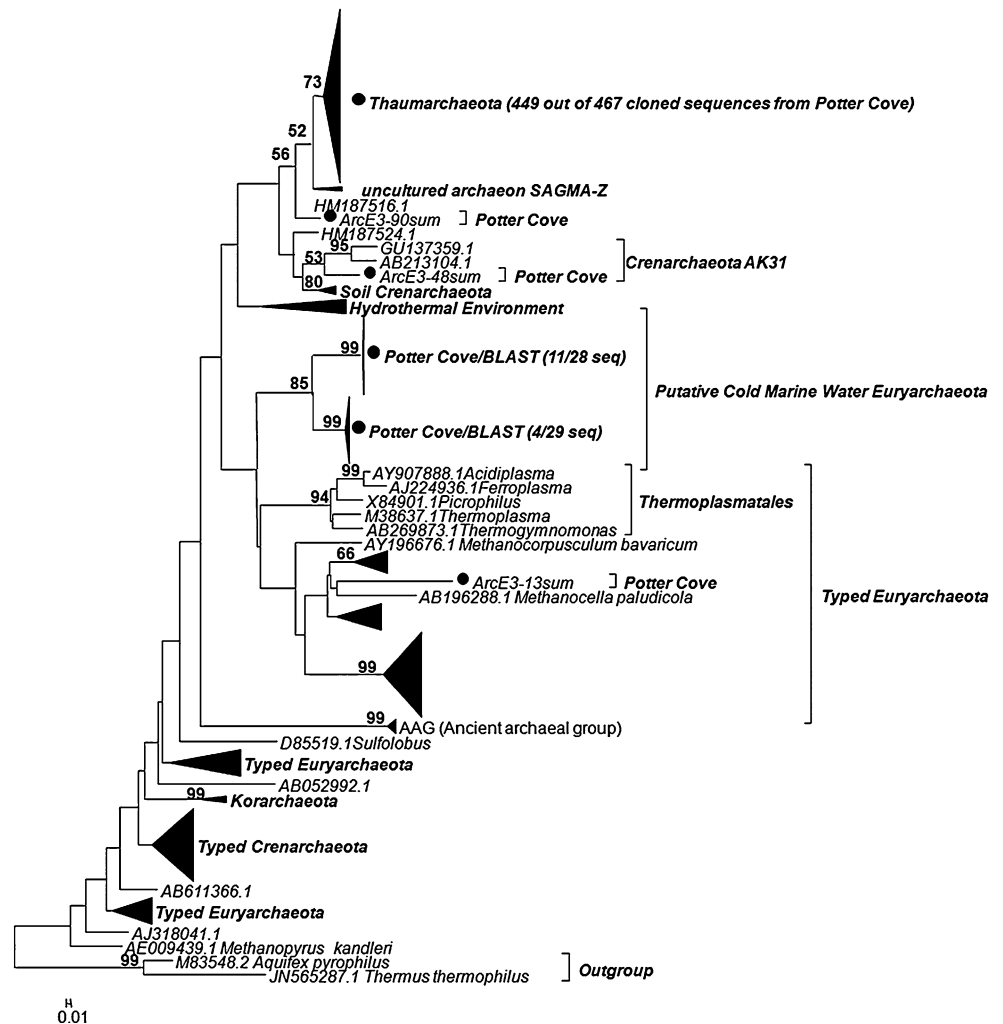 73
Thaumarchaeota (449 out of 467 cloned sequences from Potter Cove)
52
56
uncultured archaeon SAGMA-Z
HM187516.1
ArcE3-90sum Potter Cove
HM187524.1
95 GU137359.1
53 AB213104.1 Crenarchaeota AK31
ArcE3-48sum Potter Cove
80 Soil Crenarchaeota
Hydrothermal Environment
99 Potter Cove/BLAST (11/28 seq)
85 Putative Cold Marine Water Euryarchaeota
99 Potter Cove/BLAST (4/29 seq)
99 AY907888.1Acidiplasma
AJ224936.1Ferroplasma
94 X84901.1Picrophilus Thermoplasmatales
M38637.1Thermoplasma
AB269873.1Thermogymnomonas
AY196676.1 Methanocorpusculum bavaricum
66
ArcE3-13sum Potter Cove
AB196288.1 Methanocella paludicola Typed Euryarchaeota
99
99 AAG (Ancient archaeal group)
D85519.1Sulfolobus
Typed Euryarchaeota
AB052992.1
99 Korarchaeota
Typed Crenarchaeota
AB611366.1
Typed Euryarchaeota
AJ318041.1
AE009439.1 Methanopyrus kandleri
99 M83548.2 Aquifex pyrophilus
Outgroup
JN565287.1 Thermus thermophilus
0.01